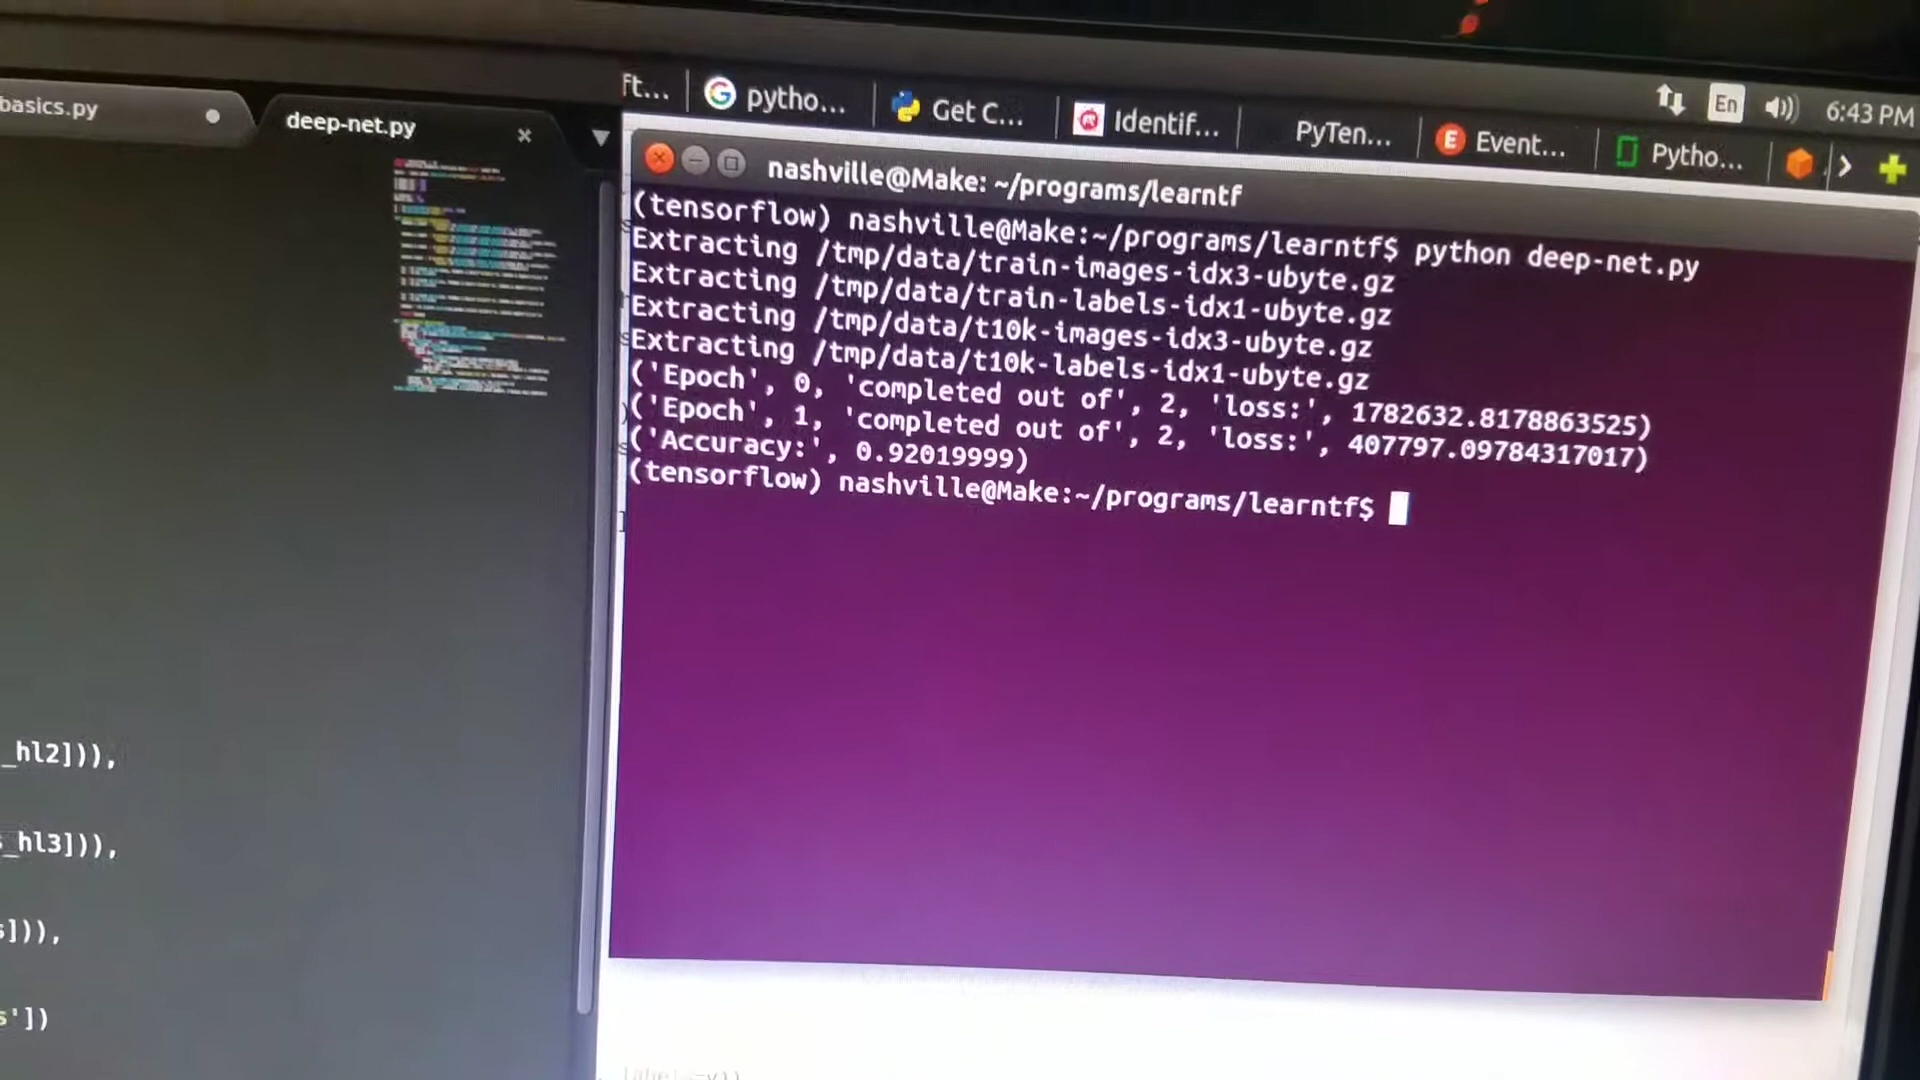 basics.py
deep-net.py
Ft...
pytho...
Get C...
Identif...
PyTen...
Event...
Pytho...
En
6:43 PM
nashville@Make: ~/programs/learntf
(tensorflow) nashville@Make:~/programs/learntf$ python deep-net.py
Extracting /tmp/data/train-images-idx3-ubyte.gz
Extracting /tmp/data/train-labels-idx1-ubyte.gz
Extracting /tmp/data/t10k-images-idx3-ubyte.gz
Extracting /tmp/data/t10k-labels-idx1-ubyte.gz
('Epoch', 0, 'completed out of', 2, 'loss:', 1782632.8178863525)
('Epoch', 1, 'completed out of', 2, 'loss:', 407797.09784317017)
('Accuracy:', 0.92019999)
(tensorflow) nashville@Make:~/programs/learntf$
_hl2])),
_hl3])),
s])),
s'])